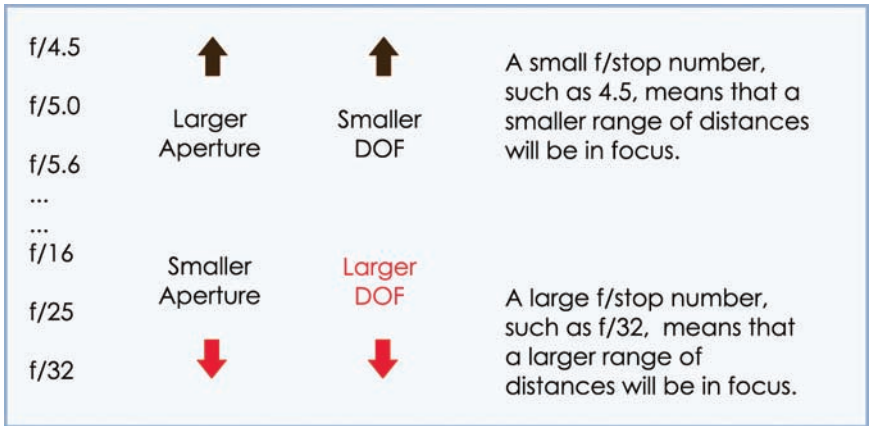 f/4.5
f/5.0
f/5.6
...
...
f/16
f/25
f/32
Larger
Aperture
Smaller
DOF
A small f/stop number,
such as 4.5, means that a
smaller range of distances
will be in focus.
Smaller
Aperture
Larger
DOF
A large f/stop number,
such as f/32,  means that
a larger range of
distances will be in focus.